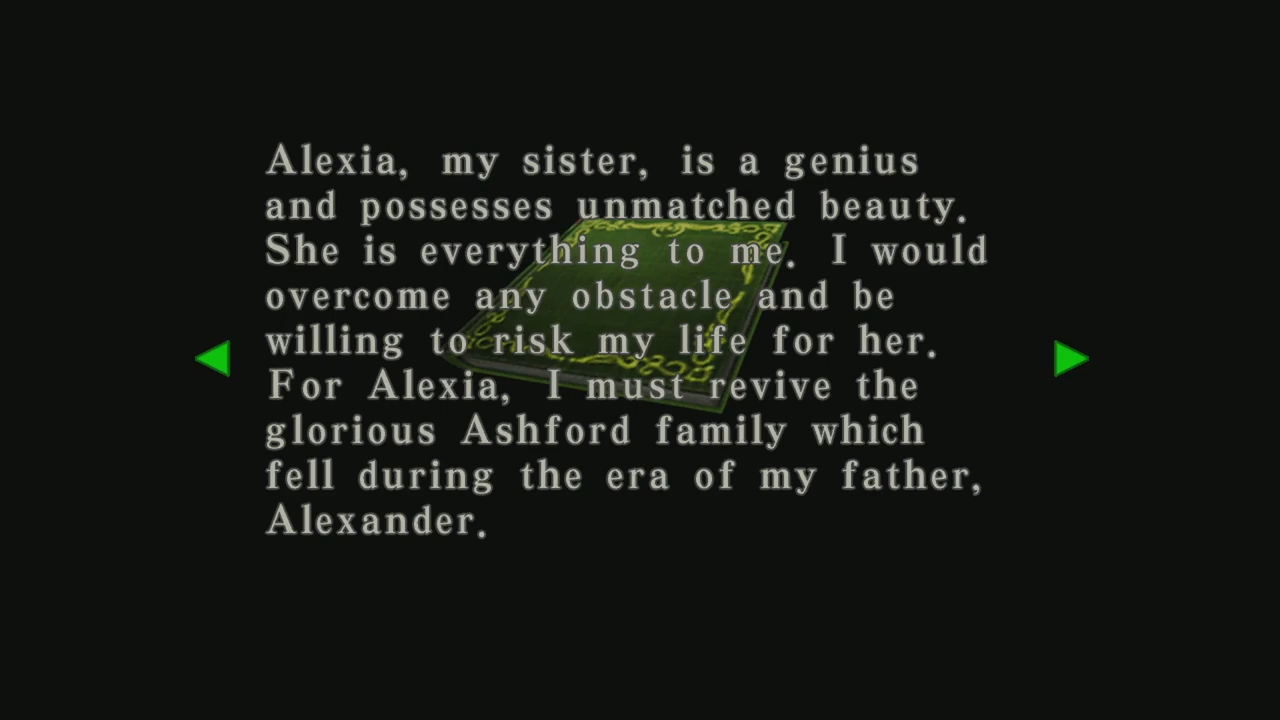 Alexia, my sister, is a genius
and possesses unmatched beauty.
She is everything to me. I would
overcome any obstacle and be
willing to risk my life for her.
For Alexia, I must revive the
glorious Ashford family which
fell during the era of my father,
Alexander.